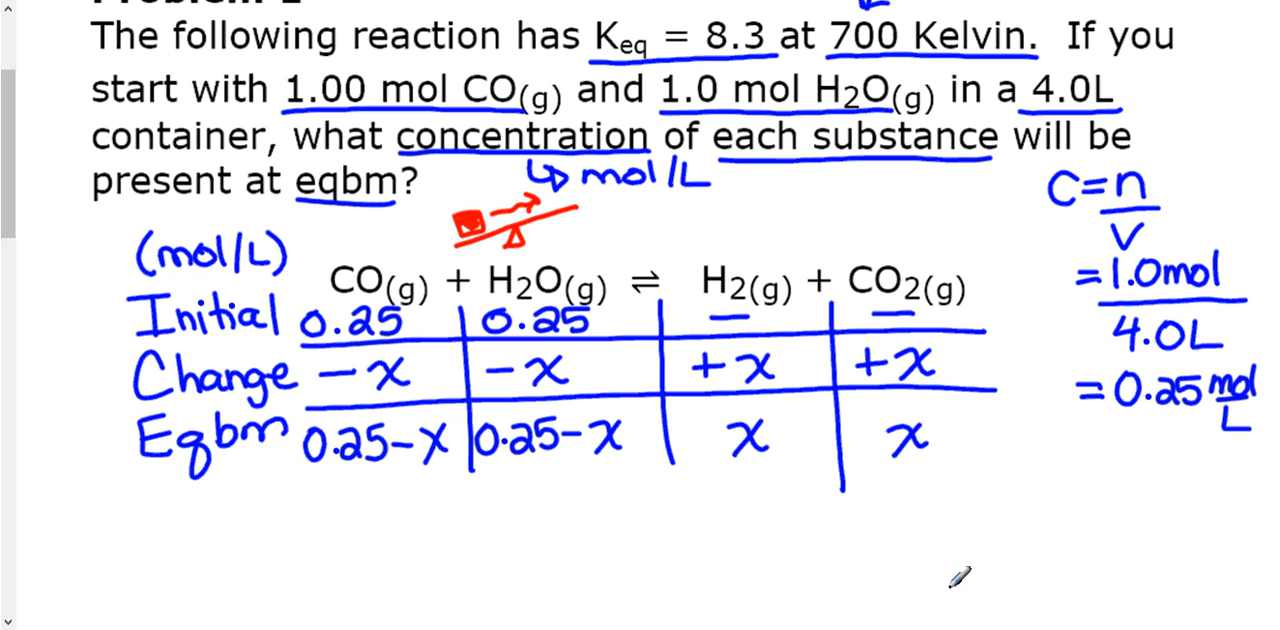 The following reaction has Keq = 8.3 at 700 Kelvin. If you
start with 1.00 mol CO(g) and 1.0 mol H2O(g) in a 4.0L
container, what concentration of each substance will be
present at eqbm?
↳ mol/L
C = n
V
= 1.0mol
4.0L
= 0.25 mol
L
(mol/L)
CO(g) + H2O(g) ⇌ H2(g) + CO2(g)
Initial 0.25 0.25 — —
Change -x -x +x +x
Eqbm 0.25-x 0.25-x x x